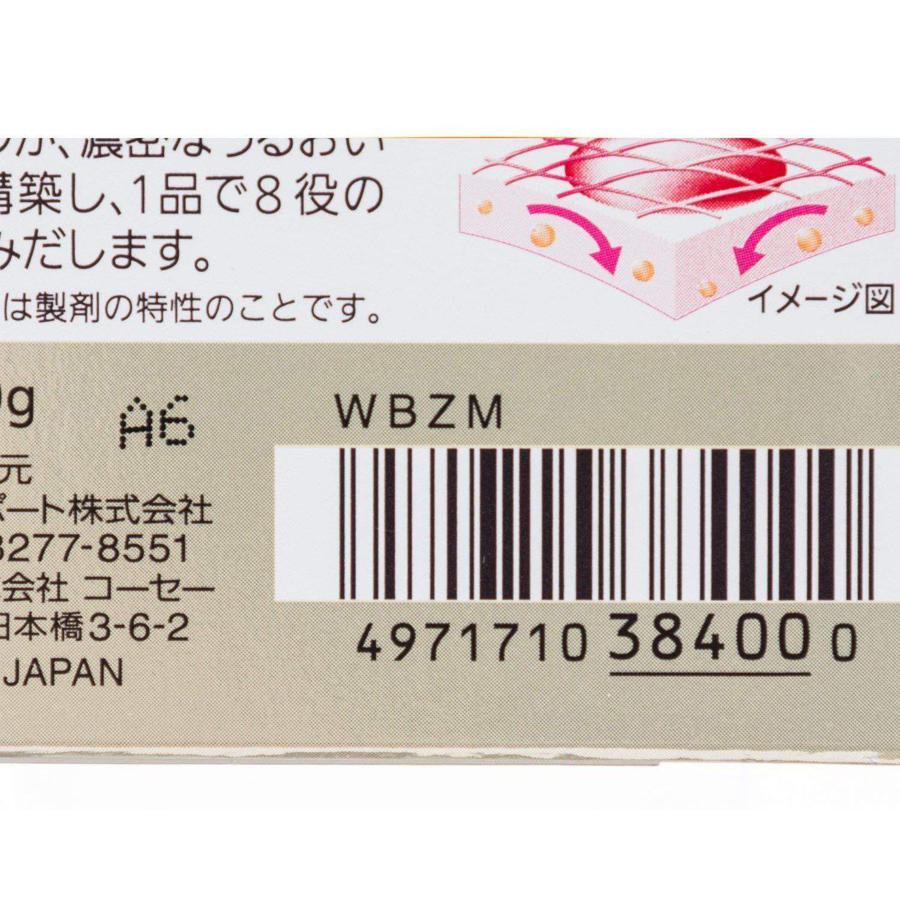 が、濃密なうるおい
構築し、1品で8役の
みだします。
は製剤の特性のことです。
イメージ図
g
A6
WBZM
元
ポート株式会社
3277-8551
会社 コーセー
日本橋3-6-2
JAPAN
4971710 38400 0